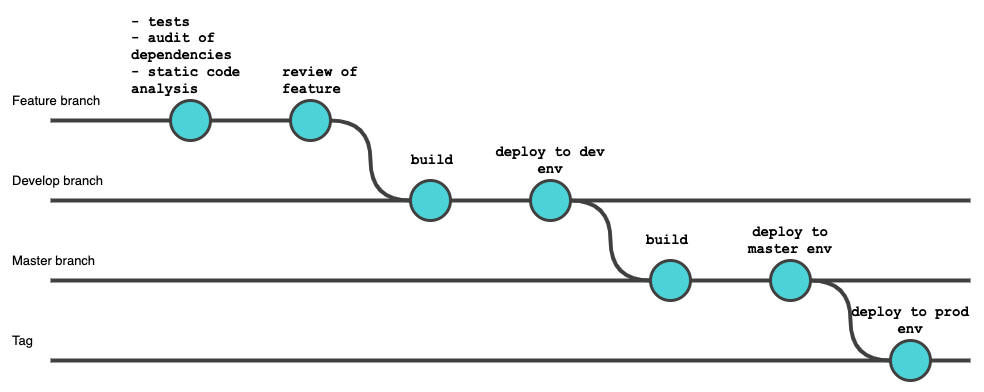 - tests
- audit of
dependencies
- static code
analysis
review of
feature
Feature branch
build
deploy to dev
env
Develop branch
build
deploy to
master env
Master branch
deploy to prod
env
Tag